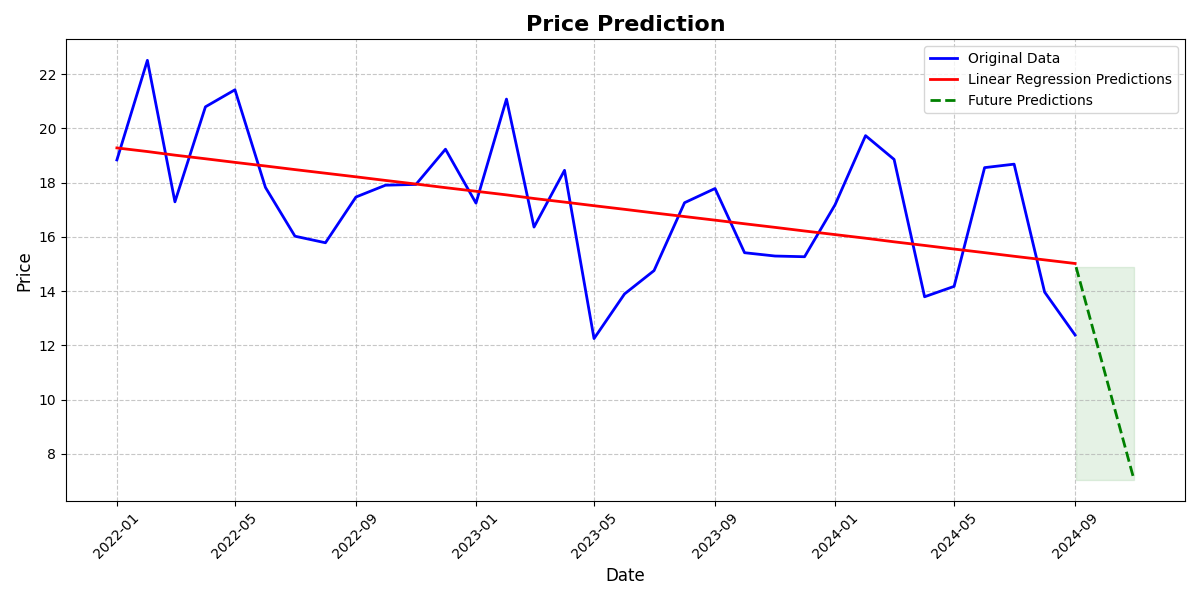 Price Prediction
Original Data
Linear Regression Predictions
Future Predictions
Price
22
20
18
16
14
12
10
8
2022-01
2022-05
2022-09
2023-01
2023-05
2023-09
2024-01
2024-05
2024-09
Date